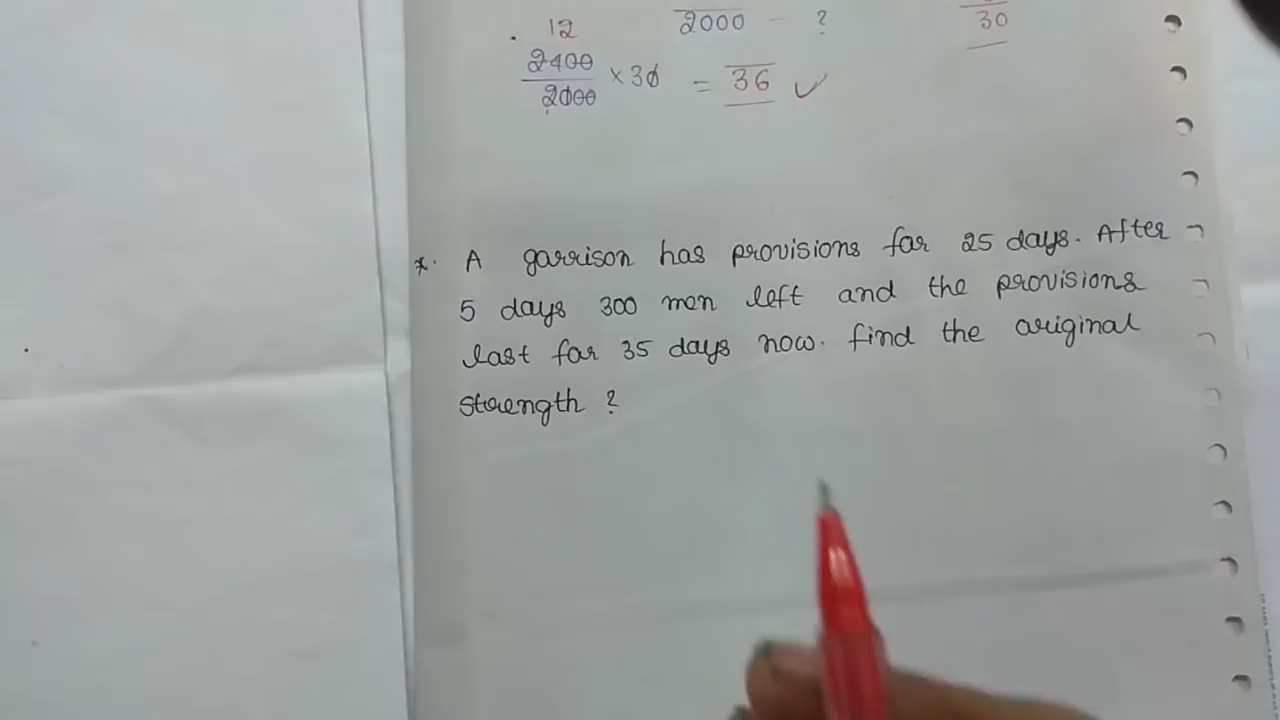 12 2000 - ? 30
2400
2000 × 30 = 36 ✓
*. A garrison has provisions for 25 days. After
5 days 300 men left and the provisions
last for 35 days now. find the original
strength ?